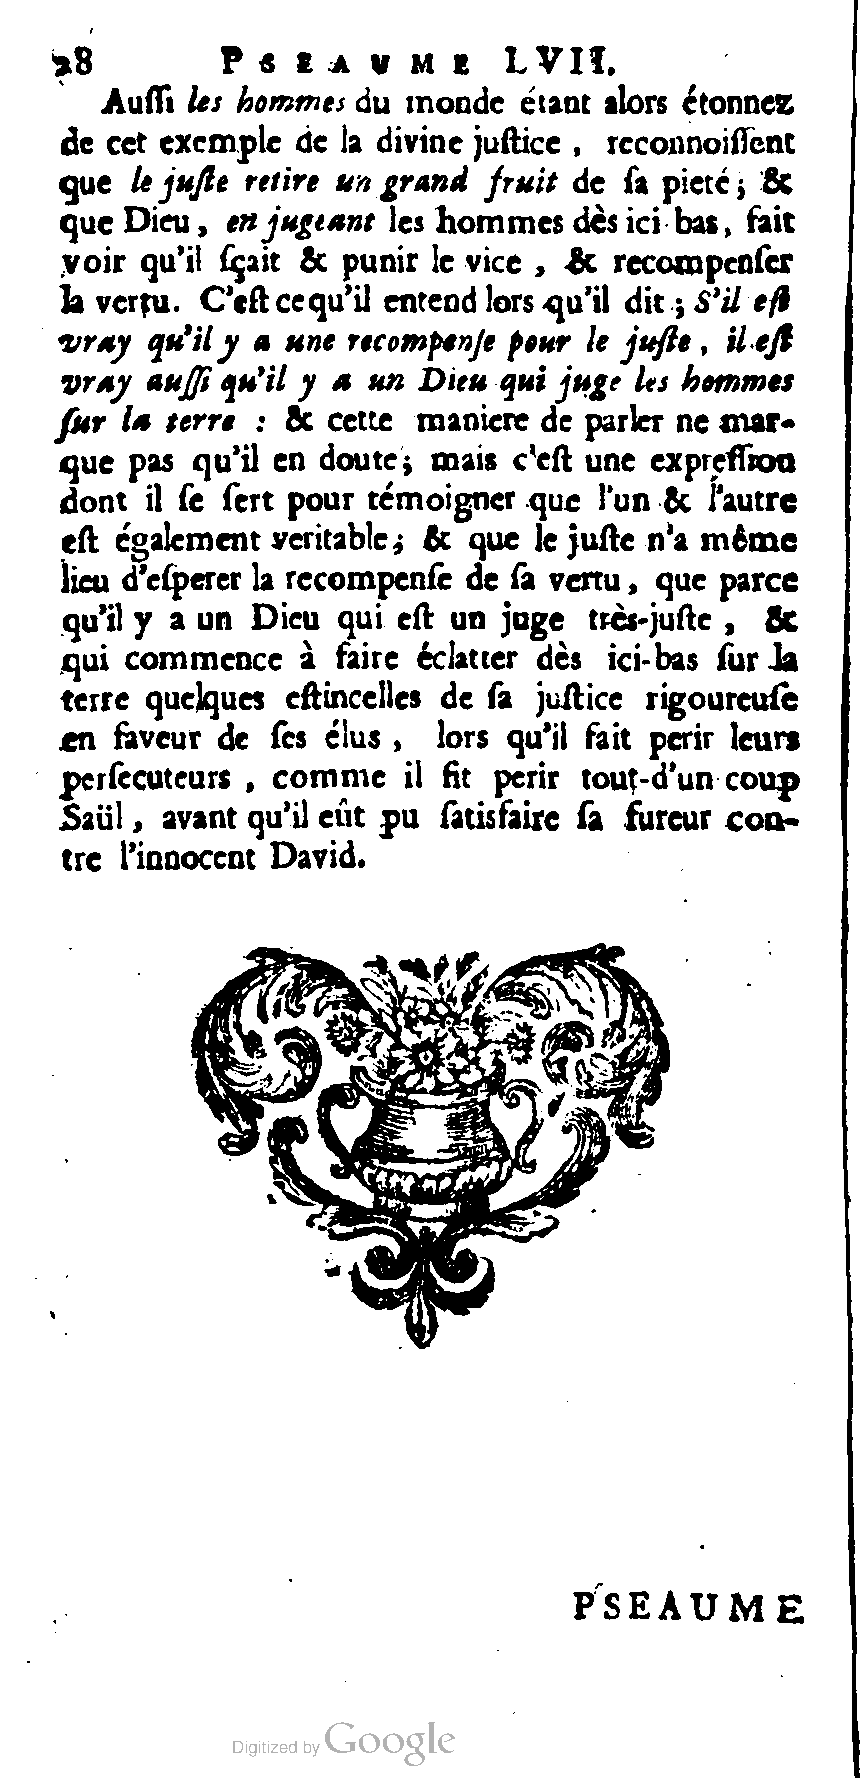 28 PSEAUME LVII.
Auſſi les hommes du monde étant alors étonnez
de cet exemple de la divine juſtice , reconnoiſſent
que le juſte retire un grand fruit de ſa pieté ; &
que Dieu , en jugeant les hommes dès ici bas , fait
voir qu'il ſçait & punir le vice , & recompenſer
la vertu. C'eſt ce qu'il entend lors qu'il dit ; S'il eſt
vray qu'il y a une recompenſe pour le juſte , il eſt
vray auſſi qu'il y a un Dieu qui juge les hommes
ſur la terre : & cette maniere de parler ne mar-
que pas qu'il en doute ; mais c'eſt une expreſſion
dont il ſe ſert pour témoigner que l'un & l'autre
eſt également veritable ; & que le juſte n'a même
lieu d'eſperer la recompenſe de ſa vertu , que parce
qu'il y a un Dieu qui eſt un juge très-juſte , &
qui commence à faire éclatter dès ici-bas ſur la
terre quelques eſtincelles de ſa juſtice rigoureuſe
en faveur de ſes élus , lors qu'il fait perir leurs
perſecuteurs , comme il fit perir tout-d'un coup
Saül , avant qu'il eût pu ſatisfaire ſa fureur con-
tre l'innocent David.
PSEAUME
Digitized by Google